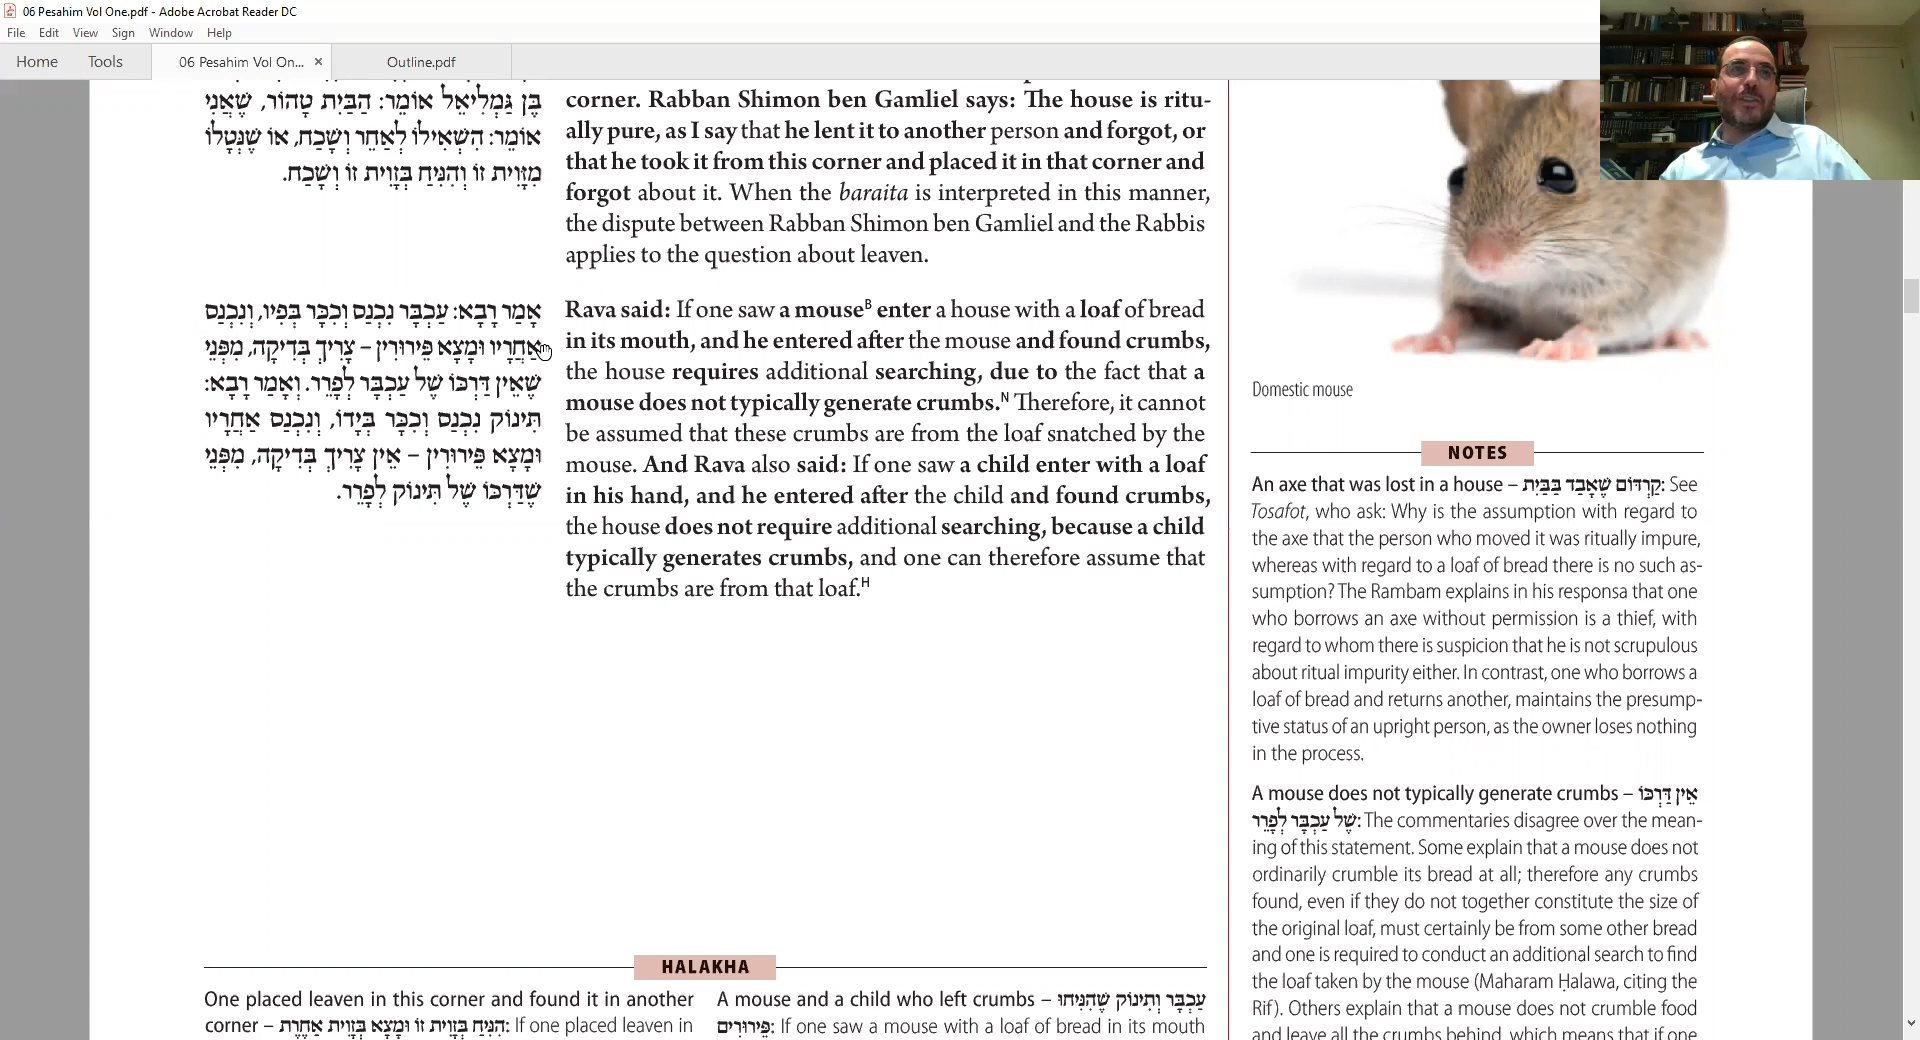 06 Pesahim Vol One.pdf - Adobe Acrobat Reader DC
File Edit View Sign Window Help
Home Tools 06 Pesahim Vol On... × Outline.pdf
בֶּן גַּמְלִיאֵל אוֹמֵר: הַבַּיִת טָהוֹר, שֶׁאֲנִי
אוֹמֵר: הִשְׁאִילוֹ לְאַחֵר וְשָׁכַח, אוֹ שֶׁנְּטָלוֹ
מִזָּוִית זוֹ וְהִנִּיחַ בְּזָוִית זוֹ וְשָׁכַח.
אָמַר רָבָא: עַכְבָּר נִכְנָס וְכִכָּר בְּפִיו, וְנִכְנָס
אַחֲרָיו וּמָצָא פֵּירוּרִין – צָרִיךְ בְּדִיקָה, מִפְּנֵי
שֶׁאֵין דַּרְכּוֹ שֶׁל עַכְבָּר לְפָרֵר. וְאָמַר רָבָא:
תִּינוֹק נִכְנָס וְכִכָּר בְּיָדוֹ, וְנִכְנָס אַחֲרָיו
וּמָצָא פֵּירוּרִין – אֵין צָרִיךְ בְּדִיקָה, מִפְּנֵי
שֶׁדַּרְכּוֹ שֶׁל תִּינוֹק לְפָרֵר.
corner. Rabban Shimon ben Gamliel says: The house is ritu-
ally pure, as I say that he lent it to another person and forgot, or
that he took it from this corner and placed it in that corner and
forgot about it. When the baraita is interpreted in this manner,
the dispute between Rabban Shimon ben Gamliel and the Rabbis
applies to the question about leaven.
Rava said: If one saw a mouseᴮ enter a house with a loaf of bread
in its mouth, and he entered after the mouse and found crumbs,
the house requires additional searching, due to the fact that a
mouse does not typically generate crumbs.ᴺ Therefore, it cannot
be assumed that these crumbs are from the loaf snatched by the
mouse. And Rava also said: If one saw a child enter with a loaf
in his hand, and he entered after the child and found crumbs,
the house does not require additional searching, because a child
typically generates crumbs, and one can therefore assume that
the crumbs are from that loaf.ᴴ
Domestic mouse
NOTES
An axe that was lost in a house – קַרְדּוֹם שֶׁאָבַד בַּבַּיִת: See
Tosafot, who ask: Why is the assumption with regard to
the axe that the person who moved it was ritually impure,
whereas with regard to a loaf of bread there is no such as-
sumption? The Rambam explains in his responsa that one
who borrows an axe without permission is a thief, with
regard to whom there is suspicion that he is not scrupulous
about ritual impurity either. In contrast, one who borrows a
loaf of bread and returns another, maintains the presump-
tive status of an upright person, as the owner loses nothing
in the process.
A mouse does not typically generate crumbs – אֵין דַּרְכּוֹ
שֶׁל עַכְבָּר לְפָרֵר: The commentaries disagree over the mean-
ing of this statement. Some explain that a mouse does not
ordinarily crumble its bread at all; therefore any crumbs
found, even if they do not together constitute the size of
the original loaf, must certainly be from some other bread
and one is required to conduct an additional search to find
the loaf taken by the mouse (Maharam Ḥalawa, citing the
Rif). Others explain that a mouse does not crumble food
and leave all the crumbs behind, which means that if one
HALAKHA
One placed leaven in this corner and found it in another
corner – הִנִּיחַ בְּזָוִית זוֹ וּמָצָא בְּזָוִית אַחֶרֶת: If one placed leaven in
A mouse and a child who left crumbs – עַכְבָּר וְתִינוֹק שֶׁהִנִּיחוּ
פֵּירוּרִים: If one saw a mouse with a loaf of bread in its mouth